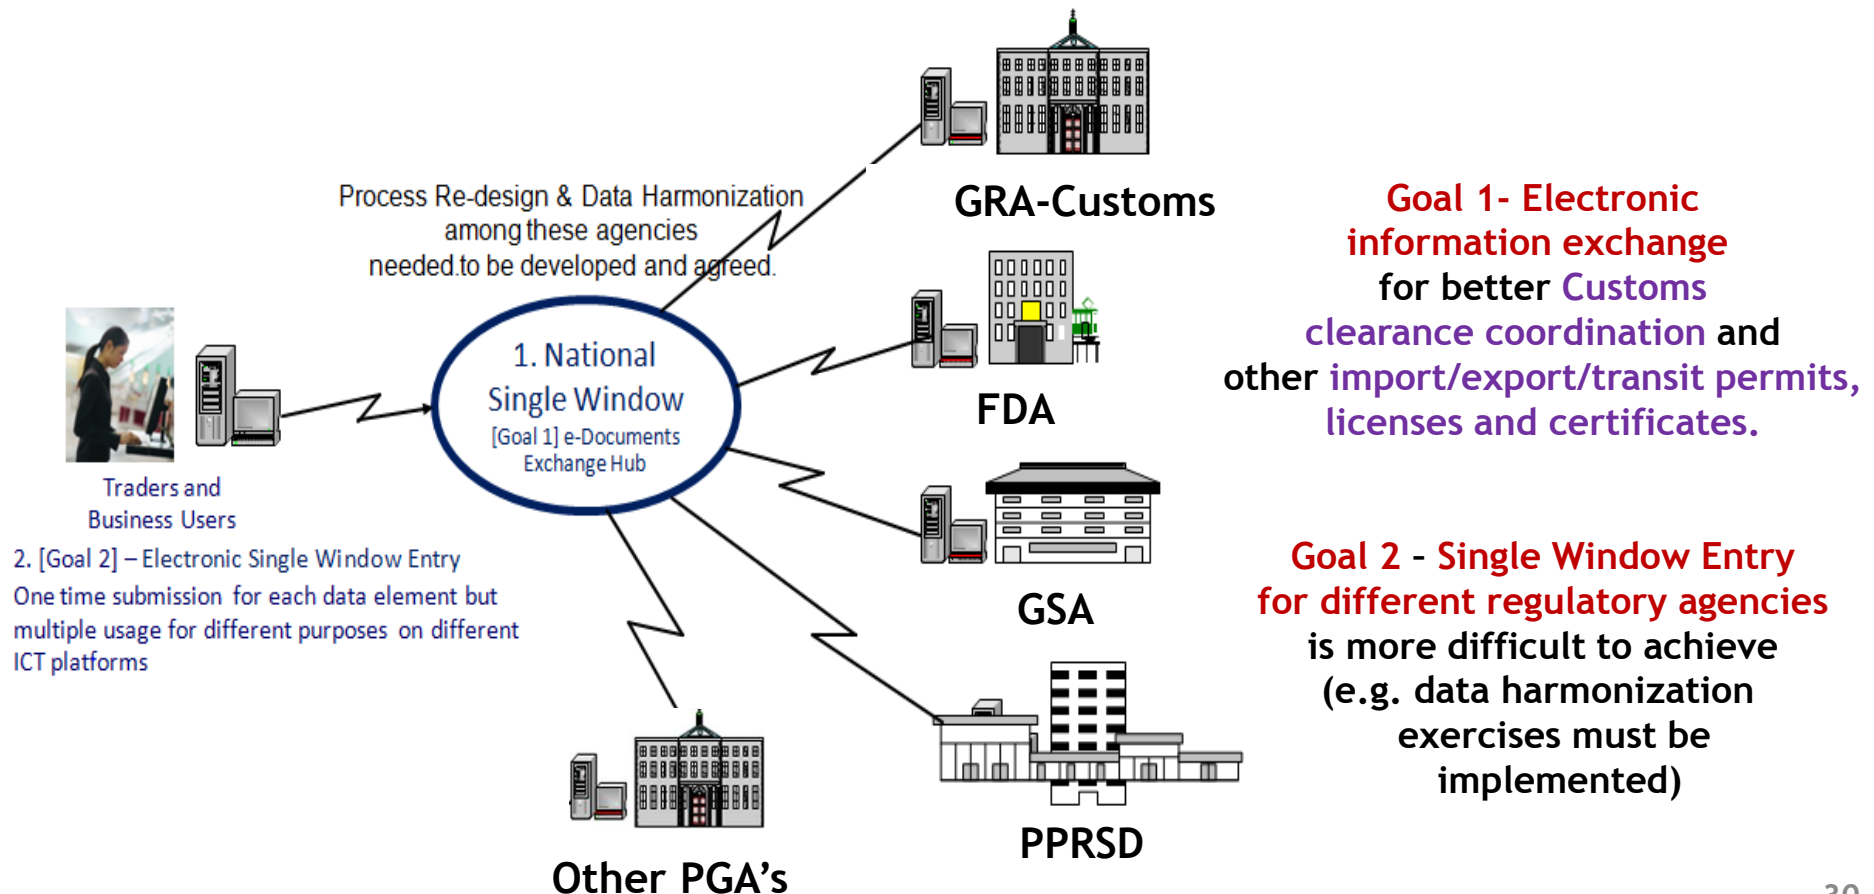 Process Re-design & Data Harmonization
among these agencies
needed.to be developed and agreed.
1. National
Single Window
[Goal 1] e-Documents
Exchange Hub
Traders and
Business Users
2. [Goal 2] – Electronic Single Window Entry
One time submission for each data element but
multiple usage for different purposes on different
ICT platforms
GRA-Customs
FDA
GSA
PPRSD
Other PGA's
Goal 1- Electronic
information exchange
for better Customs
clearance coordination and
other import/export/transit permits,
licenses and certificates.
Goal 2 – Single Window Entry
for different regulatory agencies
is more difficult to achieve
(e.g. data harmonization
exercises must be
implemented)
30